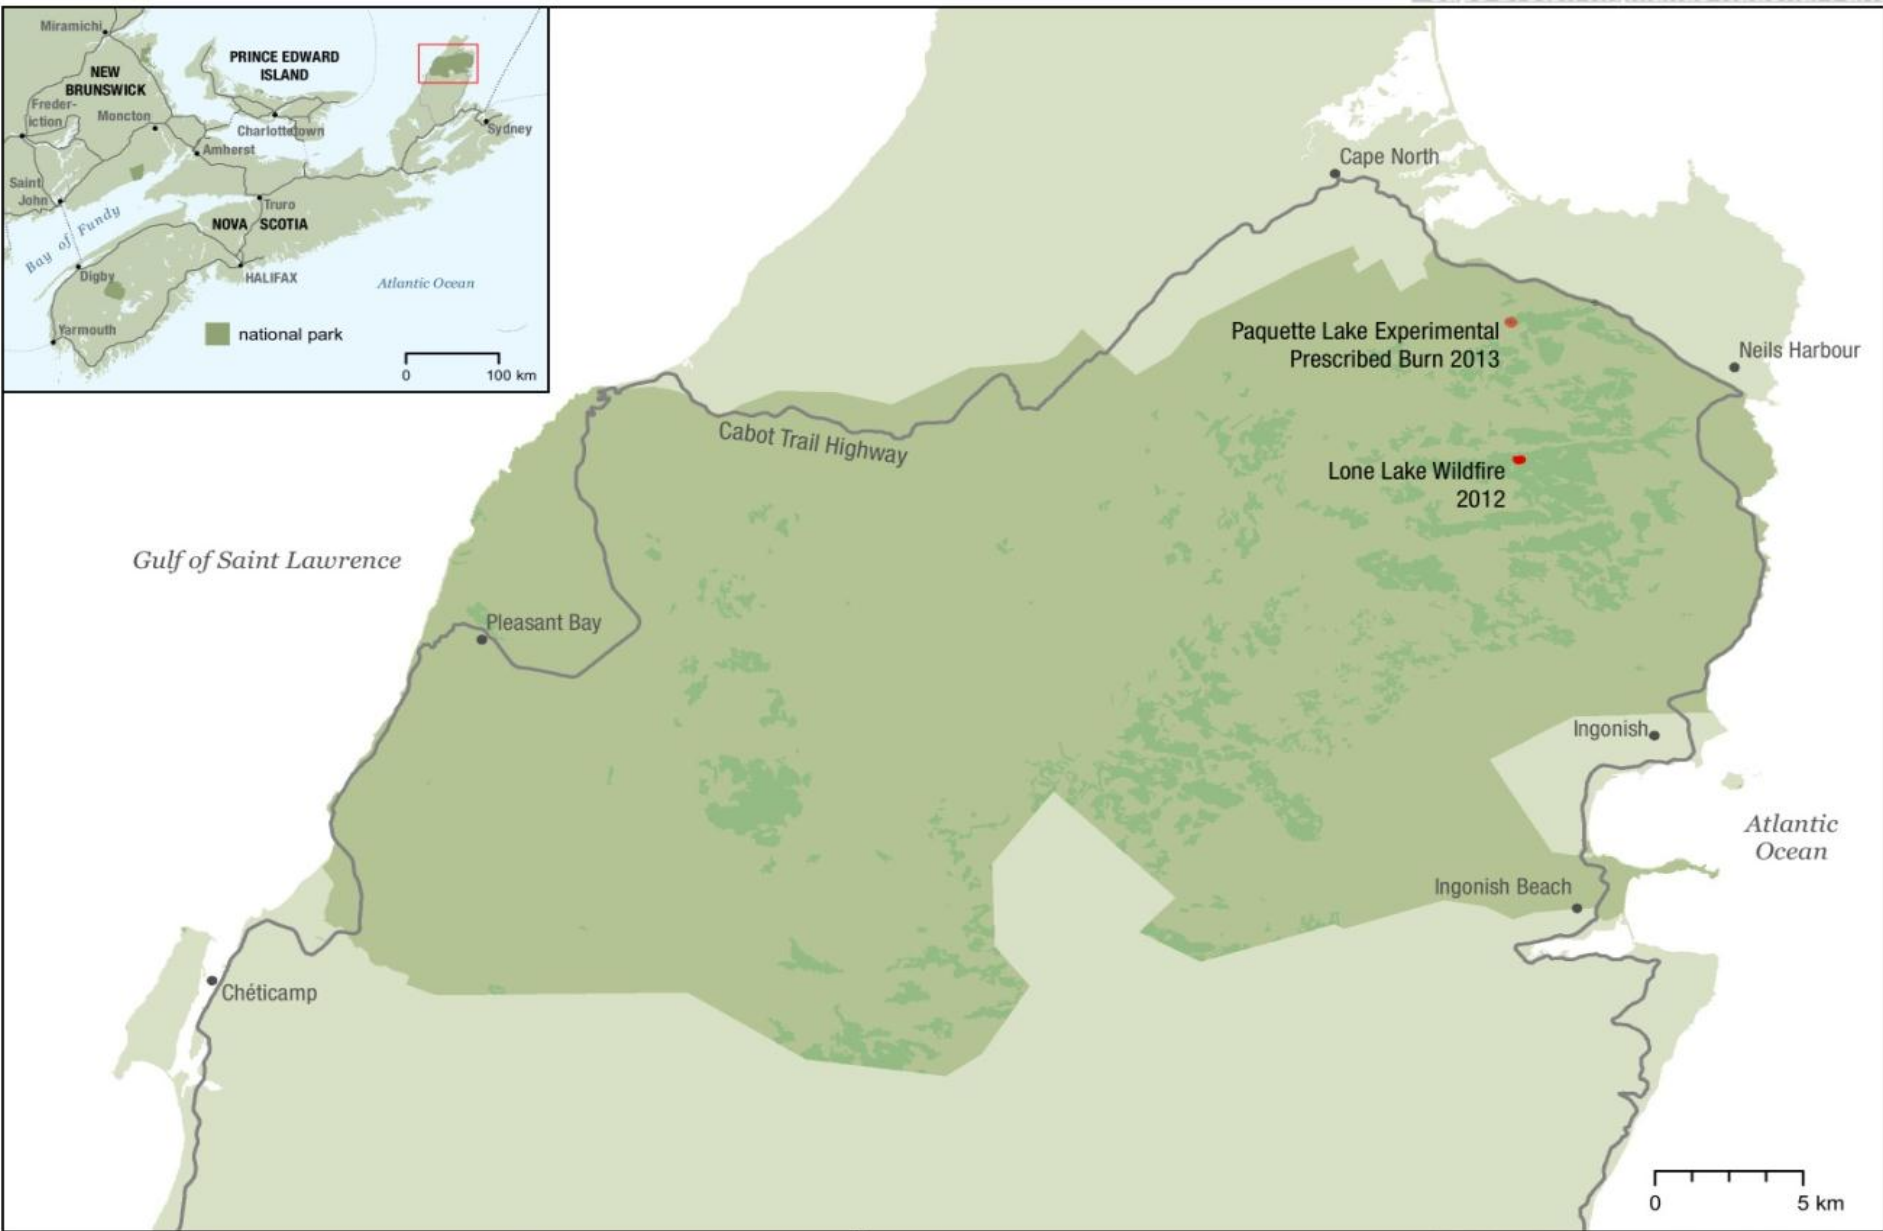 Miramichi
PRINCE EDWARD
ISLAND
NEW
BRUNSWICK
Freder-
iction
Moncton
Charlottetown
Sydney
Amherst
Saint
John
Truro
Bay of Fundy
NOVA SCOTIA
Digby
HALIFAX
Atlantic Ocean
Yarmouth
national park
0 100 km
Cape North
Paquette Lake Experimental
Prescribed Burn 2013
Neils Harbour
Cabot Trail Highway
Lone Lake Wildfire
2012
Gulf of Saint Lawrence
Pleasant Bay
Ingonish
Atlantic
Ocean
Ingonish Beach
Chéticamp
0 5 km